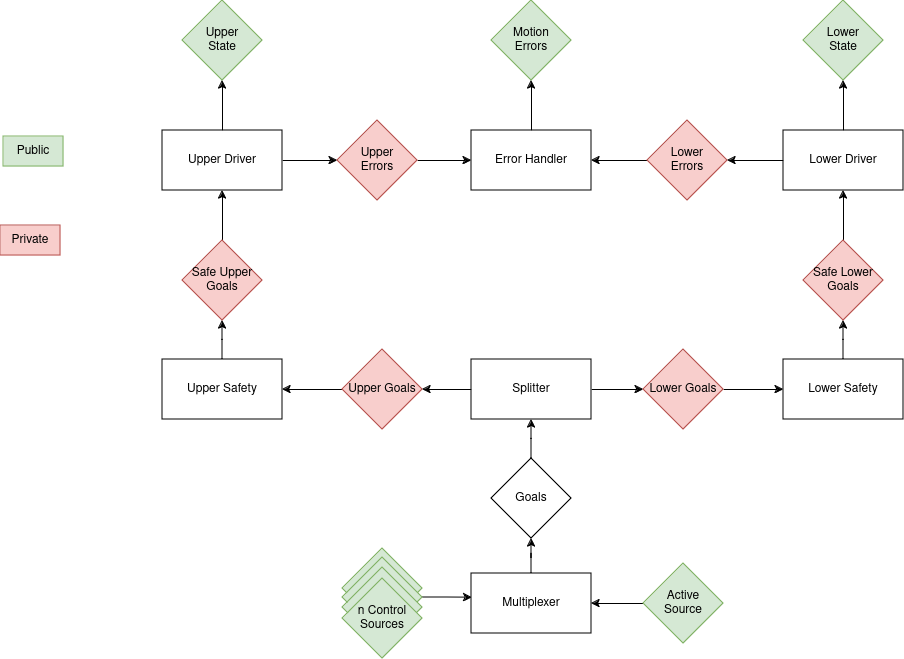 Upper
State
Motion
Errors
Lower
State
Public
Upper Driver
Upper
Errors
Error Handler
Lower
Errors
Lower Driver
Private
Safe Upper
Goals
Safe Lower
Goals
Upper Safety
Upper Goals
Splitter
Lower Goals
Lower Safety
Goals
n Control
Sources
Multiplexer
Active
Source